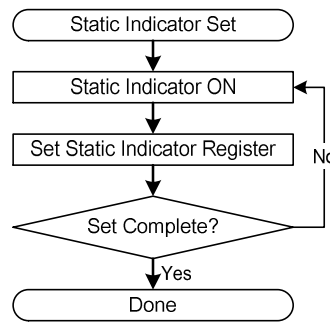 Static Indicator Set
Static Indicator ON
Set Static Indicator Register
No
Set Complete?
Yes
Done